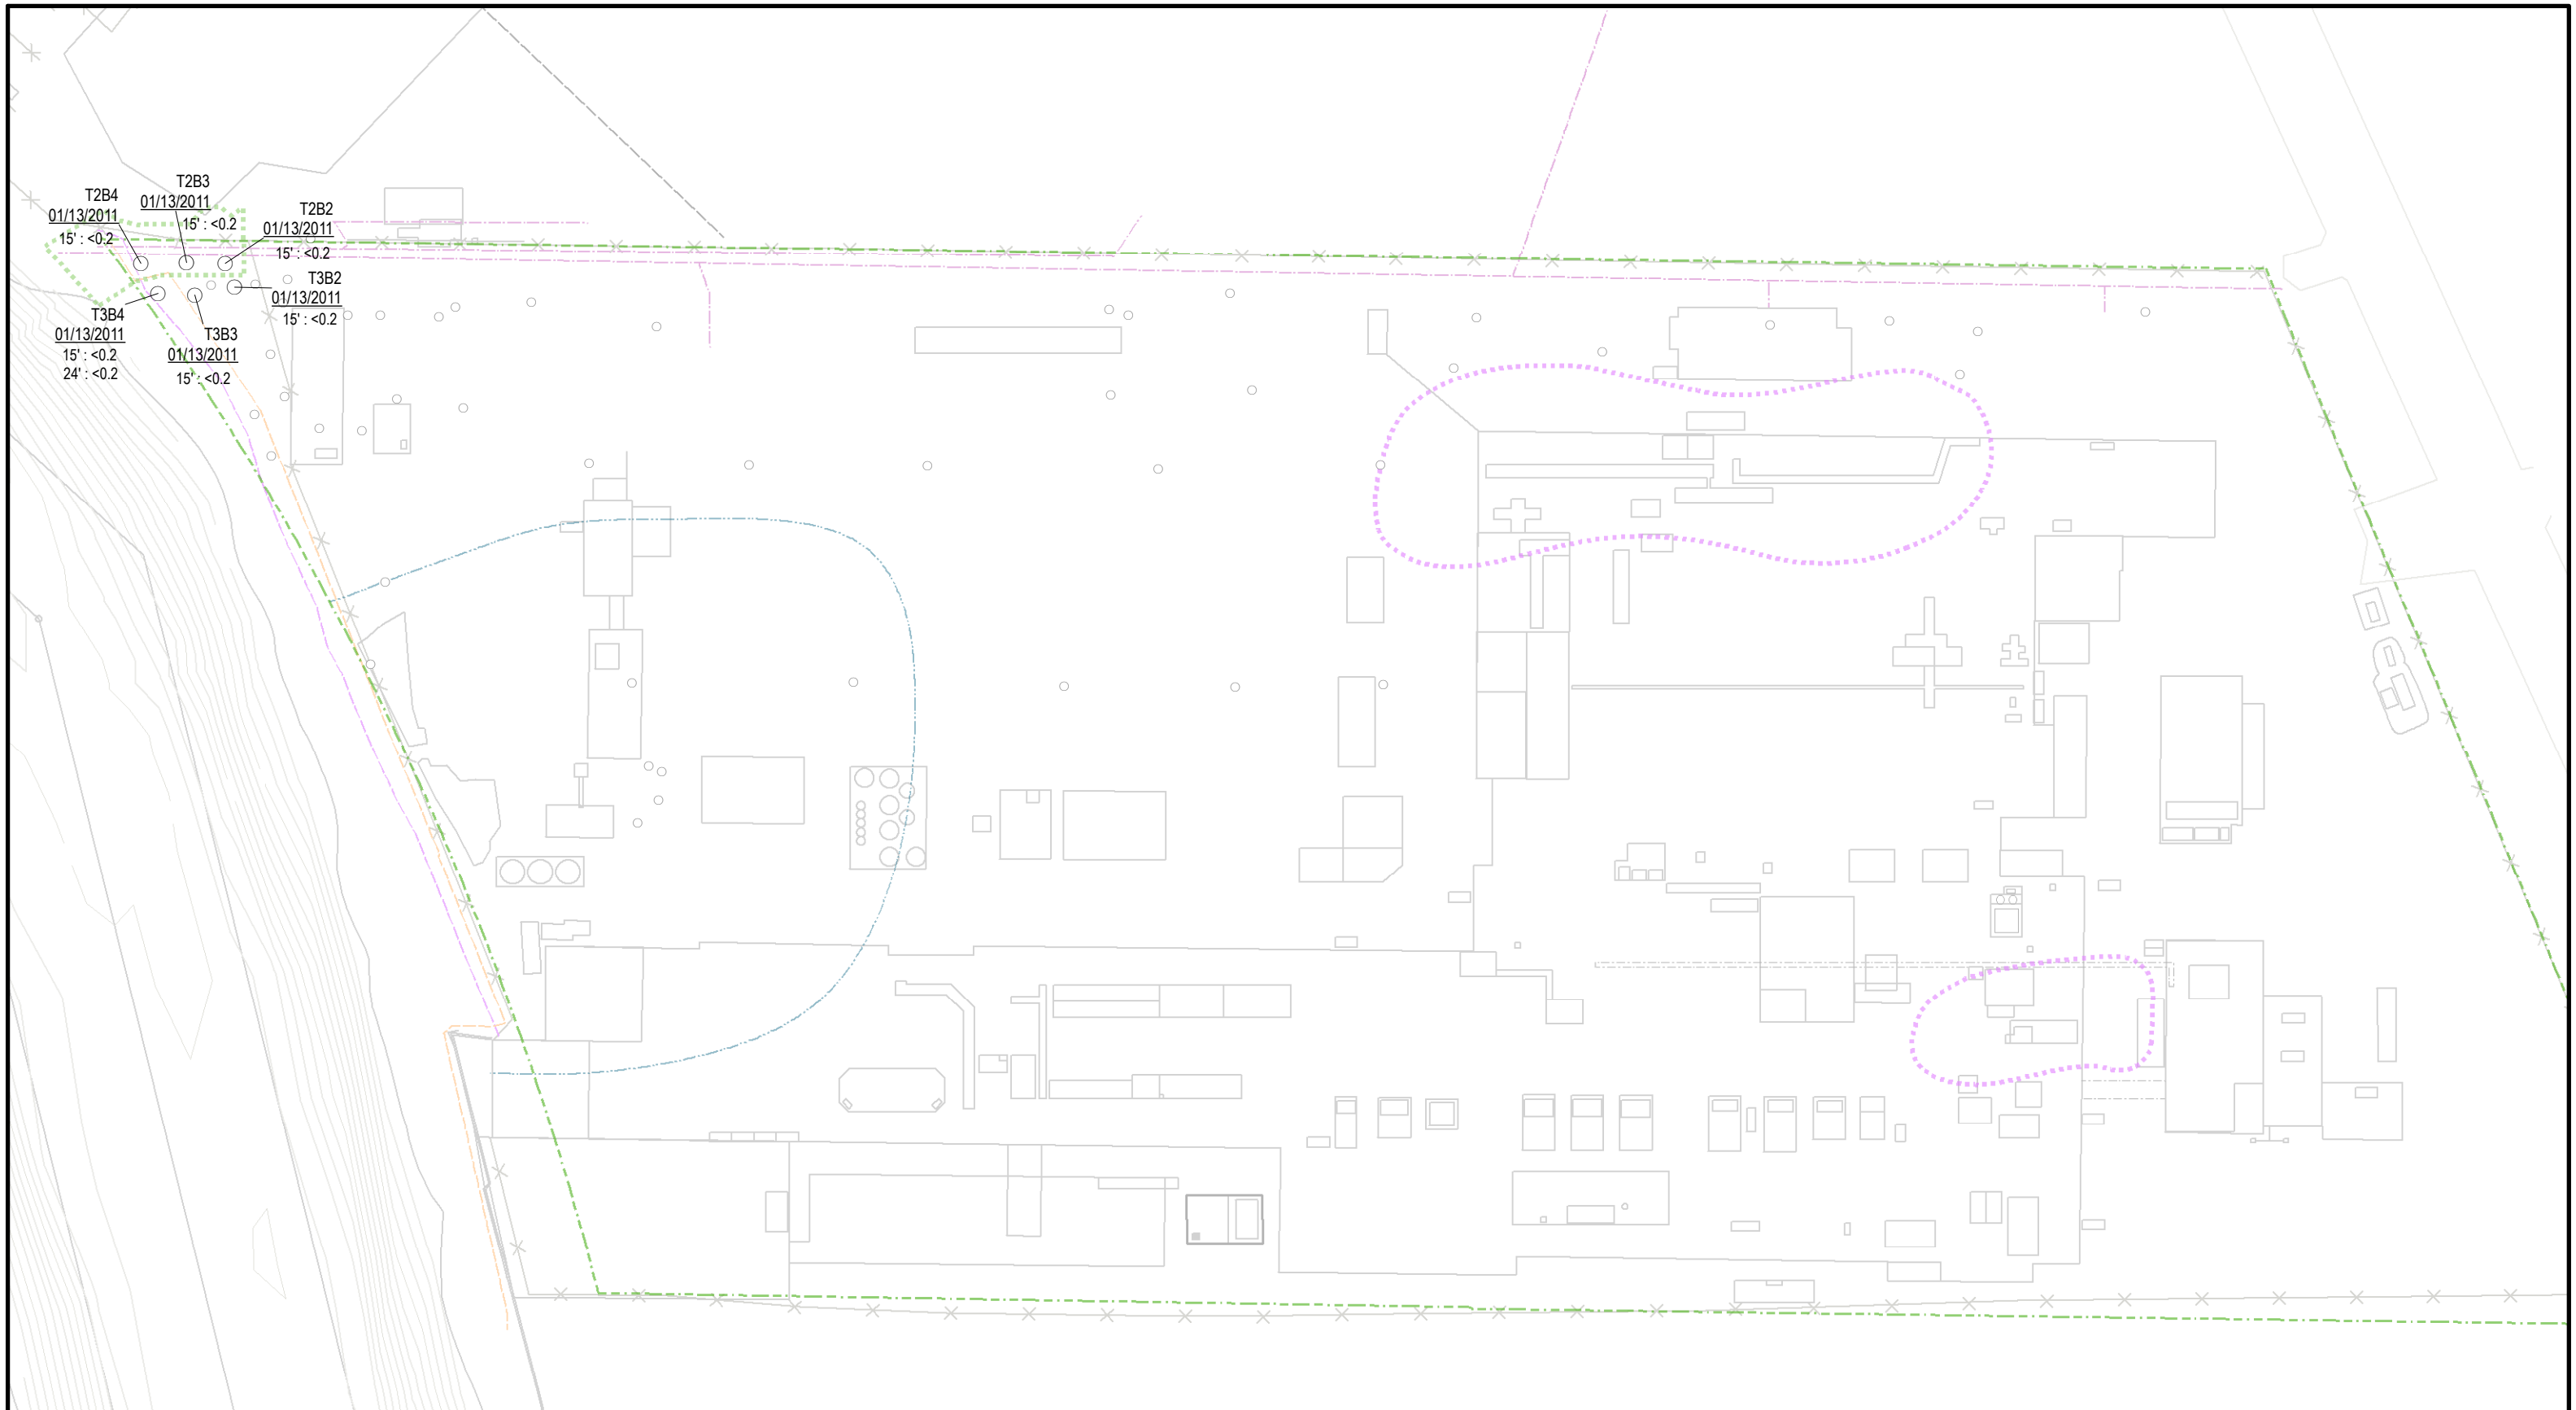 T2B4
01/13/2011
15' : <0.2
T2B3
01/13/2011
15' : <0.2
T2B2
01/13/2011
15' : <0.2
T3B2
01/13/2011
15' : <0.2
T3B4
01/13/2011
15' : <0.2
24' : <0.2
T3B3
01/13/2011
15' : <0.2